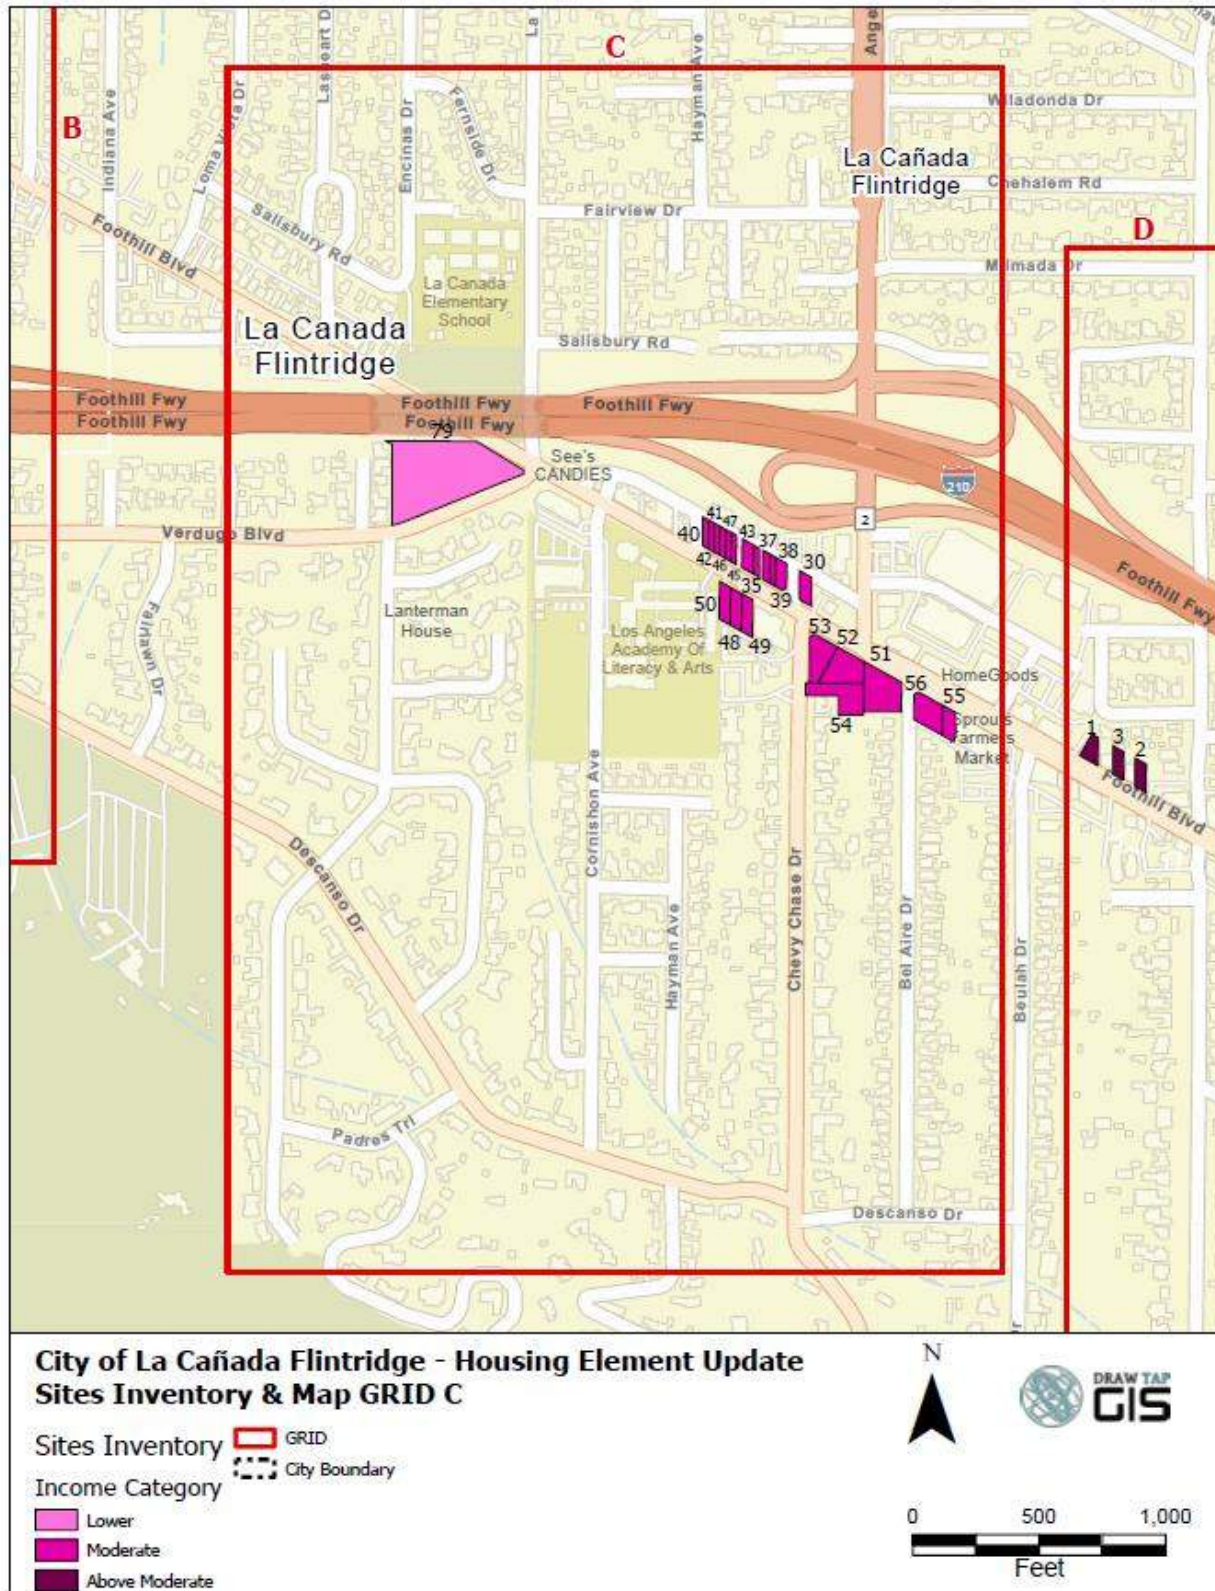 C
B
D
Indiana Ave
Loma Vista Dr
Encinas Dr
Fernside Dr
La
Hayman Ave
Ange
Wiladonda Dr
La Cañada
Flintridge
Chehalem Rd
Fairview Dr
Salisbury Rd
Foothill Blvd
Milmada Dr
La Canada
Elementary
School
La Canada
Flintridge
Salisbury Rd
Foothill Fwy
Foothill Fwy
Foothill Fwy
Foothill Fwy
Foothill Fwy
79
See's
CANDIES
210
2
Verdugo Blvd
Foothill Fwy
41
47
40
43
37
38
30
42
46
45
35
39
50
48
49
Lanterman
House
Los Angeles
Academy Of
Literacy & Arts
53
52
51
54
56
55
HomeGoods
Sprouts
Farmers
Market
1
3
2
Foothill Blvd
Fairlawn Dr
Descanso Dr
Cornishon Ave
Hayman Ave
Chevy Chase Dr
Bel Aire Dr
Beulah Dr
Padres Trl
Descanso Dr
City of La Cañada Flintridge - Housing Element Update
Sites Inventory & Map GRID C
Sites Inventory
GRID
City Boundary
Income Category
Lower
Moderate
Above Moderate
N
DRAW TAP
GIS
0 500 1,000
Feet